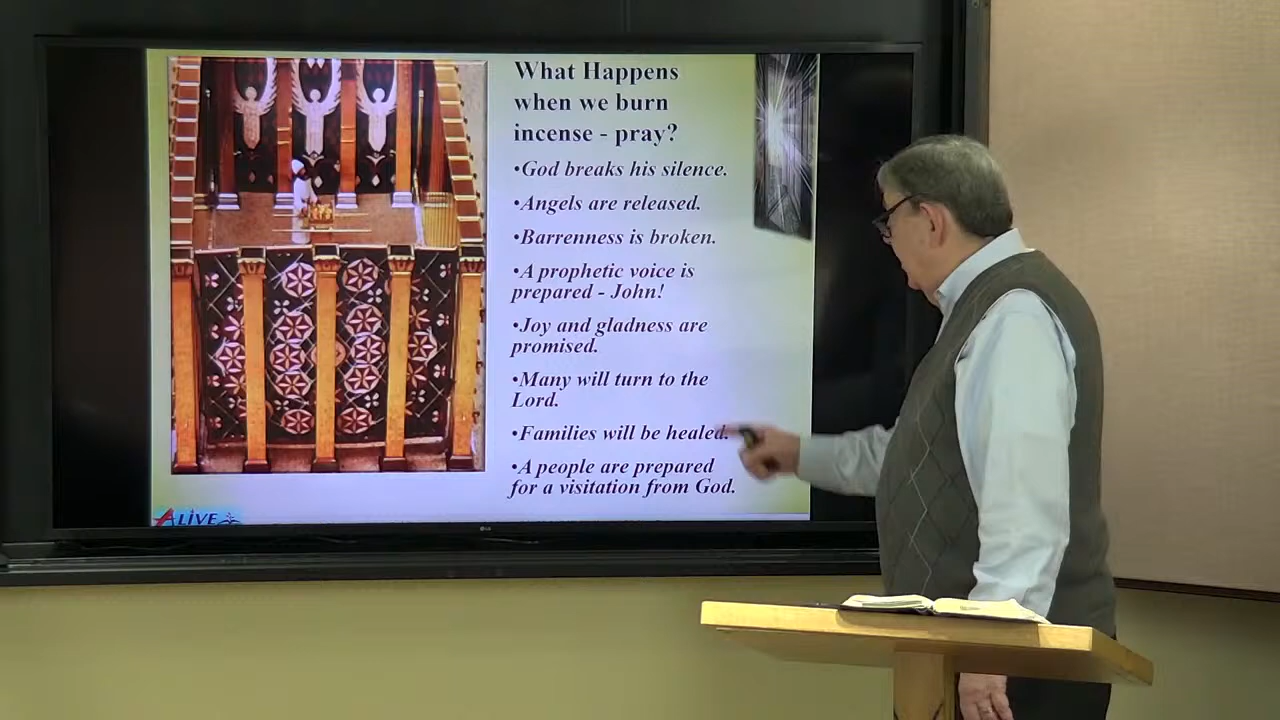 What Happens
when we burn
incense - pray?
•God breaks his silence.
•Angels are released.
•Barrenness is broken.
•A prophetic voice is
prepared - John!
•Joy and gladness are
promised.
•Many will turn to the
Lord.
•Families will be healed.
•A people are prepared
for a visitation from God.
ALIVE
LG